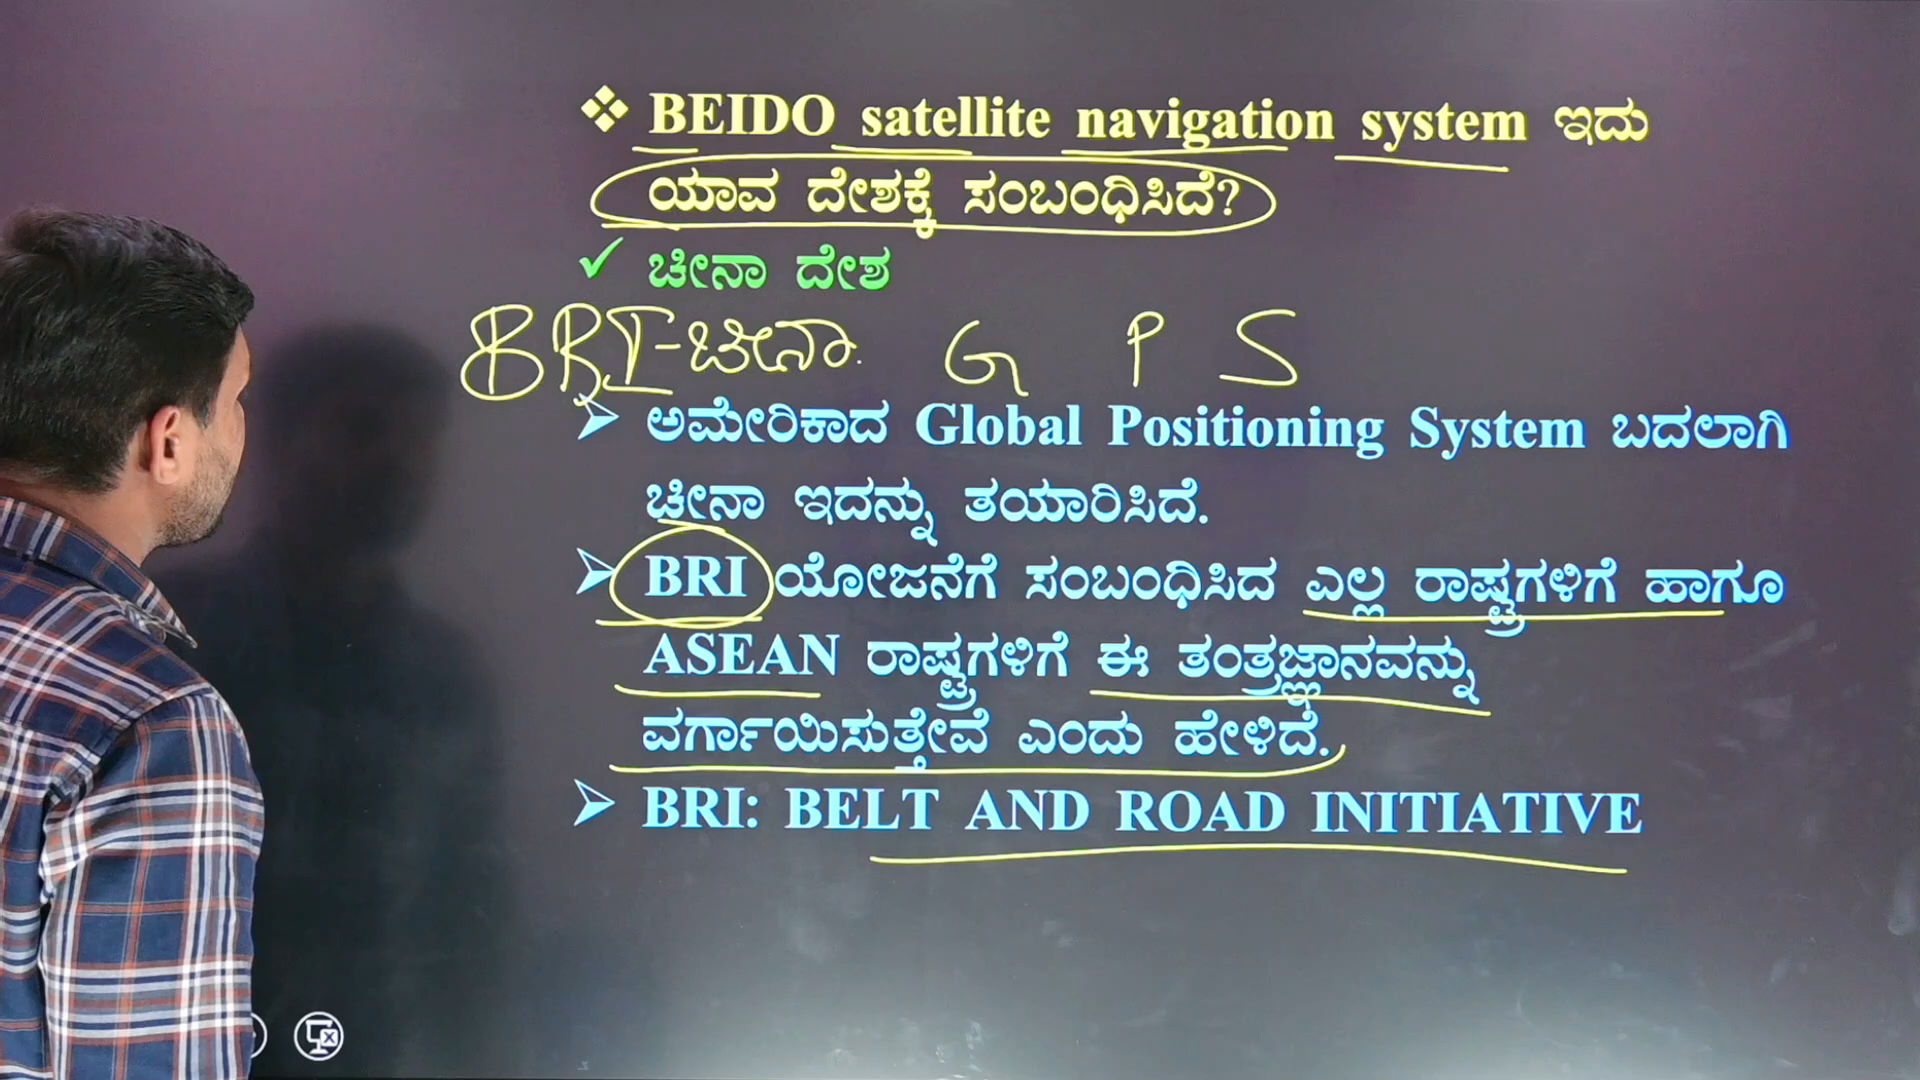 ❖ BEIDO satellite navigation system ಇದು
ಯಾವ ದೇಶಕ್ಕೆ ಸಂಬಂಧಿಸಿದೆ?
✓ ಚೀನಾ ದೇಶ
BRI-ಚೀನಾ. G P S
➢ ಅಮೇರಿಕಾದ Global Positioning System ಬದಲಾಗಿ
ಚೀನಾ ಇದನ್ನು ತಯಾರಿಸಿದೆ.
➢ BRI ಯೋಜನೆಗೆ ಸಂಬಂಧಿಸಿದ ಎಲ್ಲ ರಾಷ್ಟ್ರಗಳಿಗೆ ಹಾಗೂ
ASEAN ರಾಷ್ಟ್ರಗಳಿಗೆ ಈ ತಂತ್ರಜ್ಞಾನವನ್ನು
ವರ್ಗಾಯಿಸುತ್ತೇವೆ ಎಂದು ಹೇಳಿದೆ.
➢ BRI: BELT AND ROAD INITIATIVE